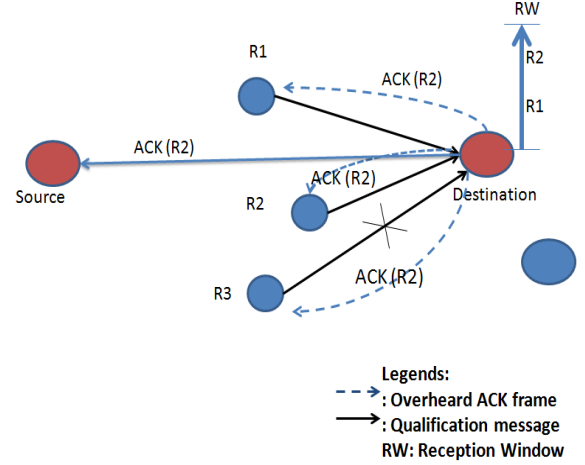 RW
R1
R2
ACK (R2)
R1
ACK (R2)
ACK (R2)
Source
R2
Destination
R3
ACK (R2)
Legends:
: Overheard ACK frame
: Qualification message
RW: Reception Window